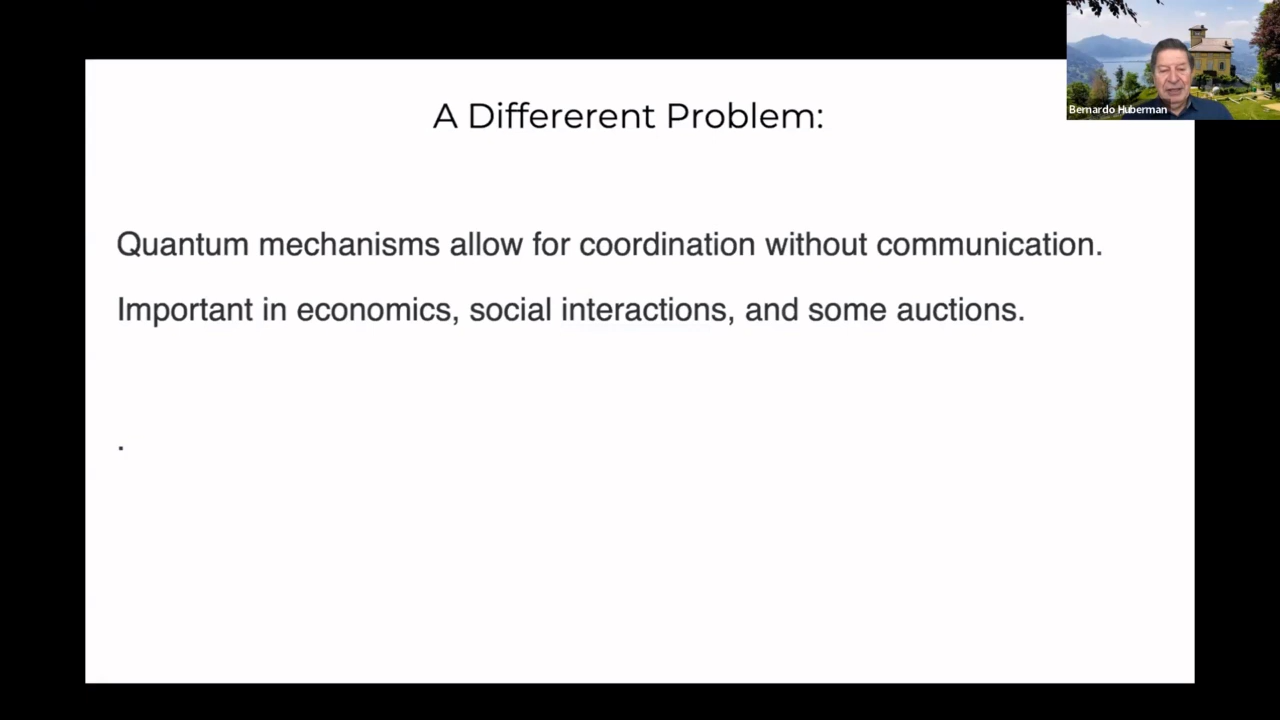 A Differerent Problem:
Bernardo Huberman
Quantum mechanisms allow for coordination without communication.
Important in economics, social interactions, and some auctions.
.